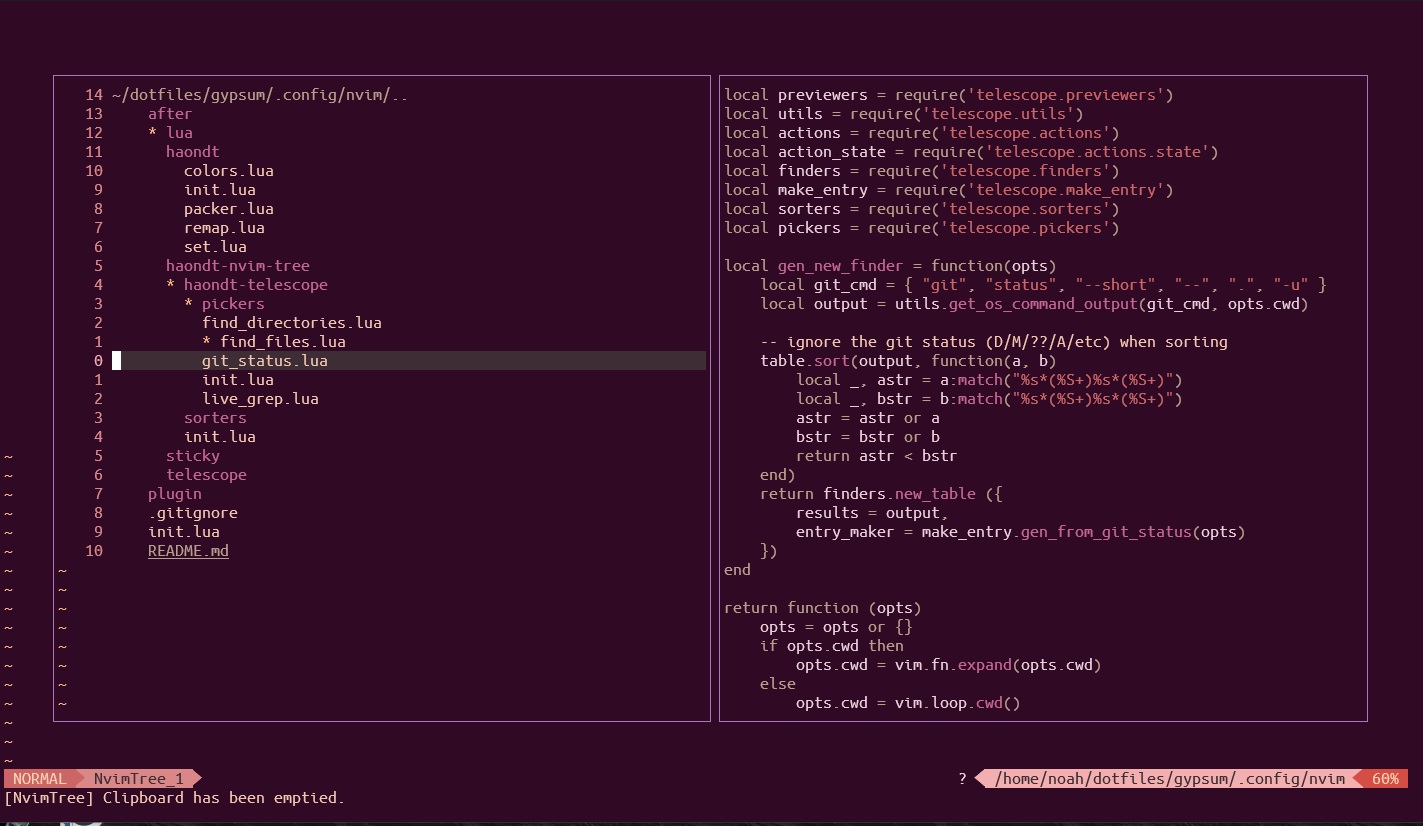 14 ~/dotfiles/gypsum/.config/nvim/..
13 after
12 * lua
11 haondt
10 colors.lua
9 init.lua
8 packer.lua
7 remap.lua
6 set.lua
5 haondt-nvim-tree
4 * haondt-telescope
3 * pickers
2 find_directories.lua
1 * find_files.lua
0 git_status.lua
1 init.lua
2 live_grep.lua
3 sorters
4 init.lua
5 sticky
6 telescope
7 plugin
8 .gitignore
9 init.lua
10 README.md
local previewers = require('telescope.previewers')
local utils = require('telescope.utils')
local actions = require('telescope.actions')
local action_state = require('telescope.actions.state')
local finders = require('telescope.finders')
local make_entry = require('telescope.make_entry')
local sorters = require('telescope.sorters')
local pickers = require('telescope.pickers')
local gen_new_finder = function(opts)
    local git_cmd = { "git", "status", "--short", "--", ".", "-u" }
    local output = utils.get_os_command_output(git_cmd, opts.cwd)
    -- ignore the git status (D/M/??/A/etc) when sorting
    table.sort(output, function(a, b)
        local _, astr = a:match("%s*(%S+)%s*(%S+)")
        local _, bstr = b:match("%s*(%S+)%s*(%S+)")
        astr = astr or a
        bstr = bstr or b
        return astr < bstr
    end)
    return finders.new_table ({
        results = output,
        entry_maker = make_entry.gen_from_git_status(opts)
    })
end
return function (opts)
    opts = opts or {}
    if opts.cwd then
        opts.cwd = vim.fn.expand(opts.cwd)
    else
        opts.cwd = vim.loop.cwd()
NORMAL NvimTree_1 ? /home/noah/dotfiles/gypsum/.config/nvim 60%
[NvimTree] Clipboard has been emptied.